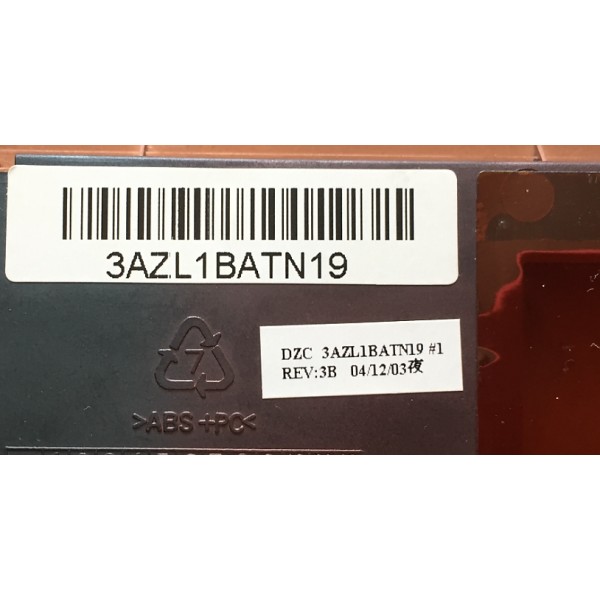 3AZL1BATN19
DZC 3AZL1BATN19 #1
REV:3B 04/12/03夜
7
>ABS+PC<